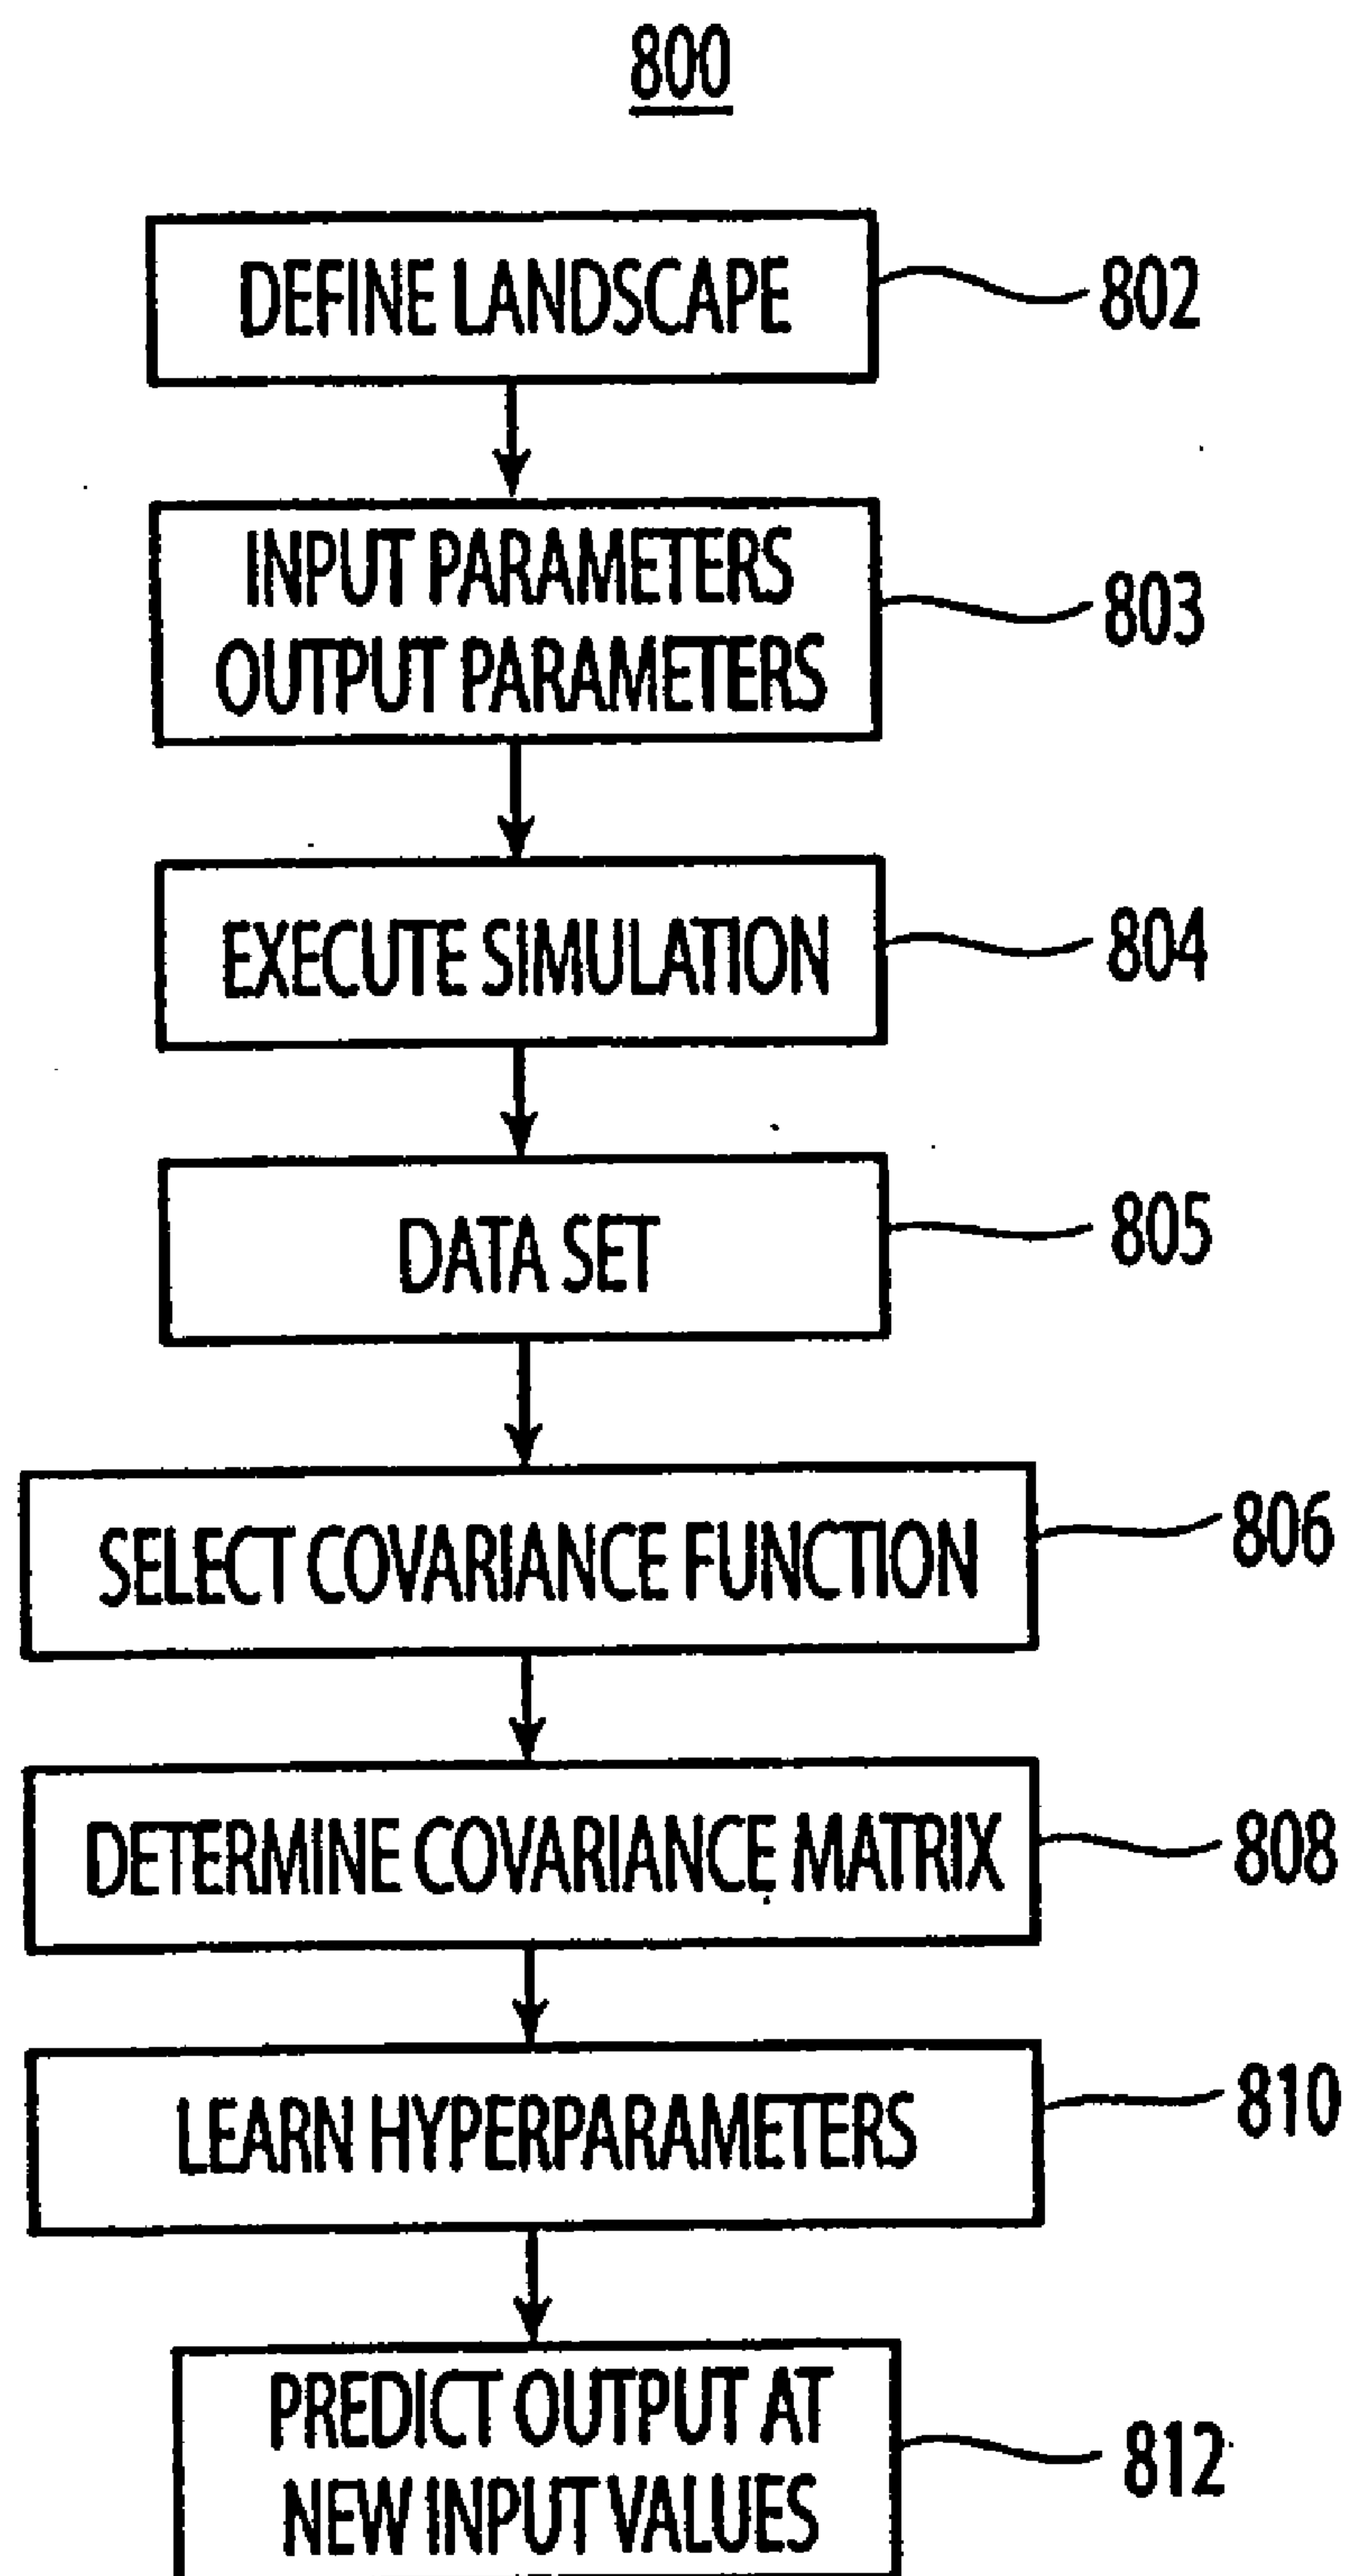 800
DEFINE LANDSCAPE
802
INPUT PARAMETERS
OUTPUT PARAMETERS
803
EXECUTE SIMULATION
804
DATA SET
805
SELECT COVARIANCE FUNCTION
806
DETERMINE COVARIANCE MATRIX
808
LEARN HYPERPARAMETERS
810
PREDICT OUTPUT AT
NEW INPUT VALUES
812